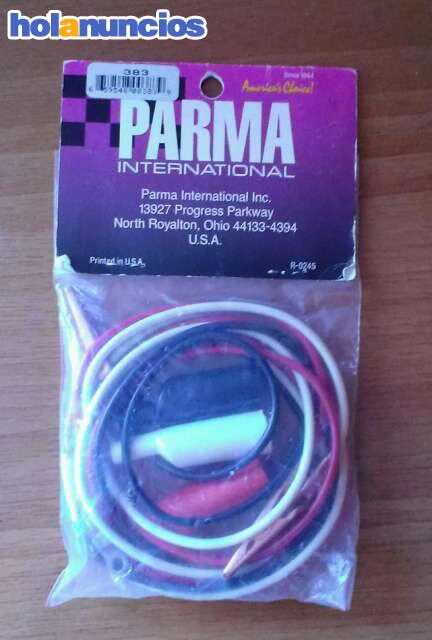 holanuncios
383
Since 1964
America's Choice!
PARMA
INTERNATIONAL
Parma International Inc.
13927 Progress Parkway
North Royalton, Ohio 44133-4394
U.S.A.
Printed in U.S.A.
R-0245